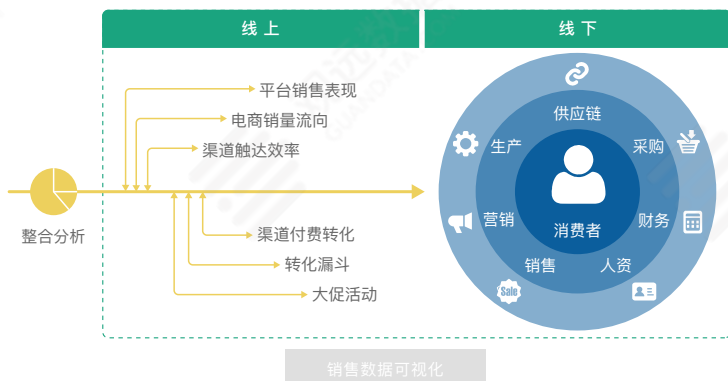 线上
线下
平台销售表现
电商销量流向
渠道触达效率
整合分析
渠道付费转化
转化漏斗
大促活动
供应链
生产
采购
营销
消费者
财务
销售
人资
Sale
销售数据可视化